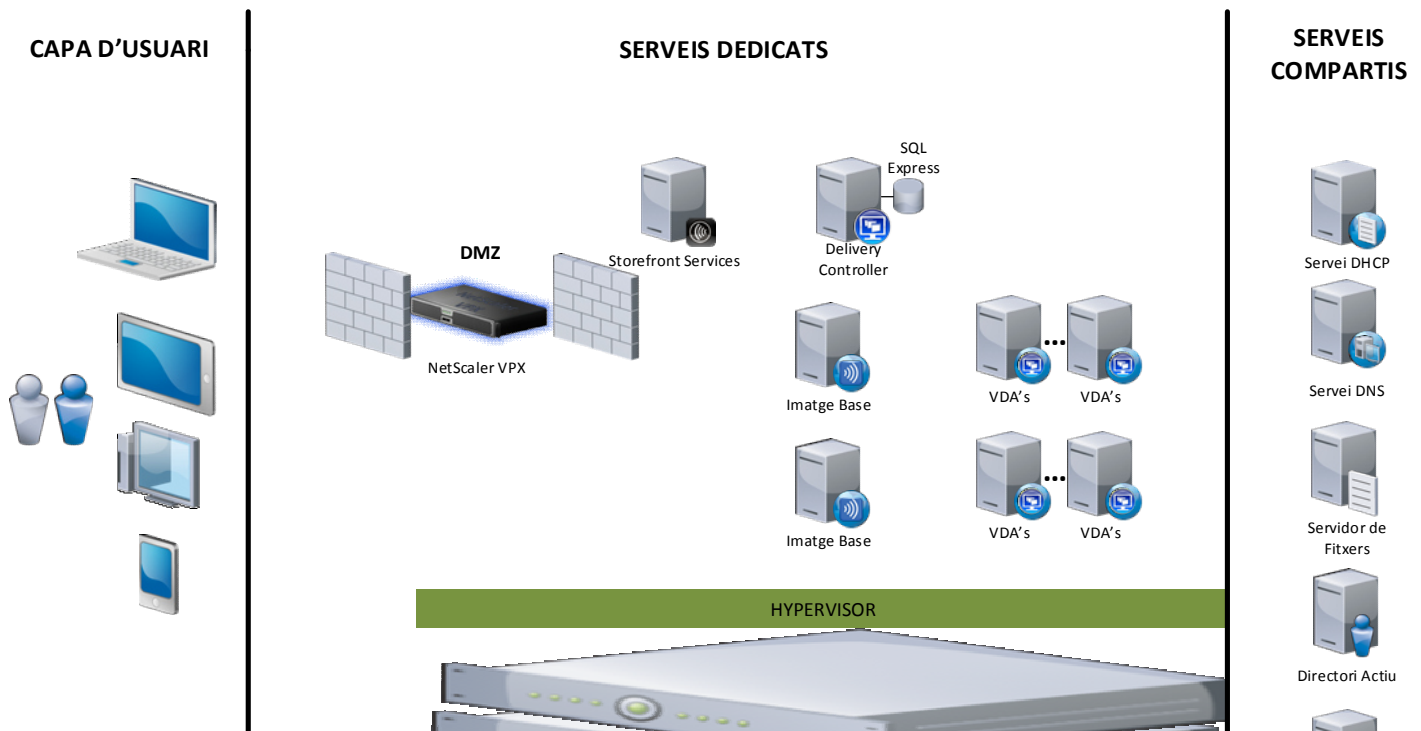 CAPA D'USUARI
SERVEIS DEDICATS
SERVEIS
COMPARTIS
SQL
Express
Storefront Services
Delivery
Controller
DMZ
NetScaler VPX
Imatge Base
VDA's
VDA's
Imatge Base
VDA's
VDA's
HYPERVISOR
Servei DHCP
Servei DNS
Servidor de
Fitxers
Directori Actiu